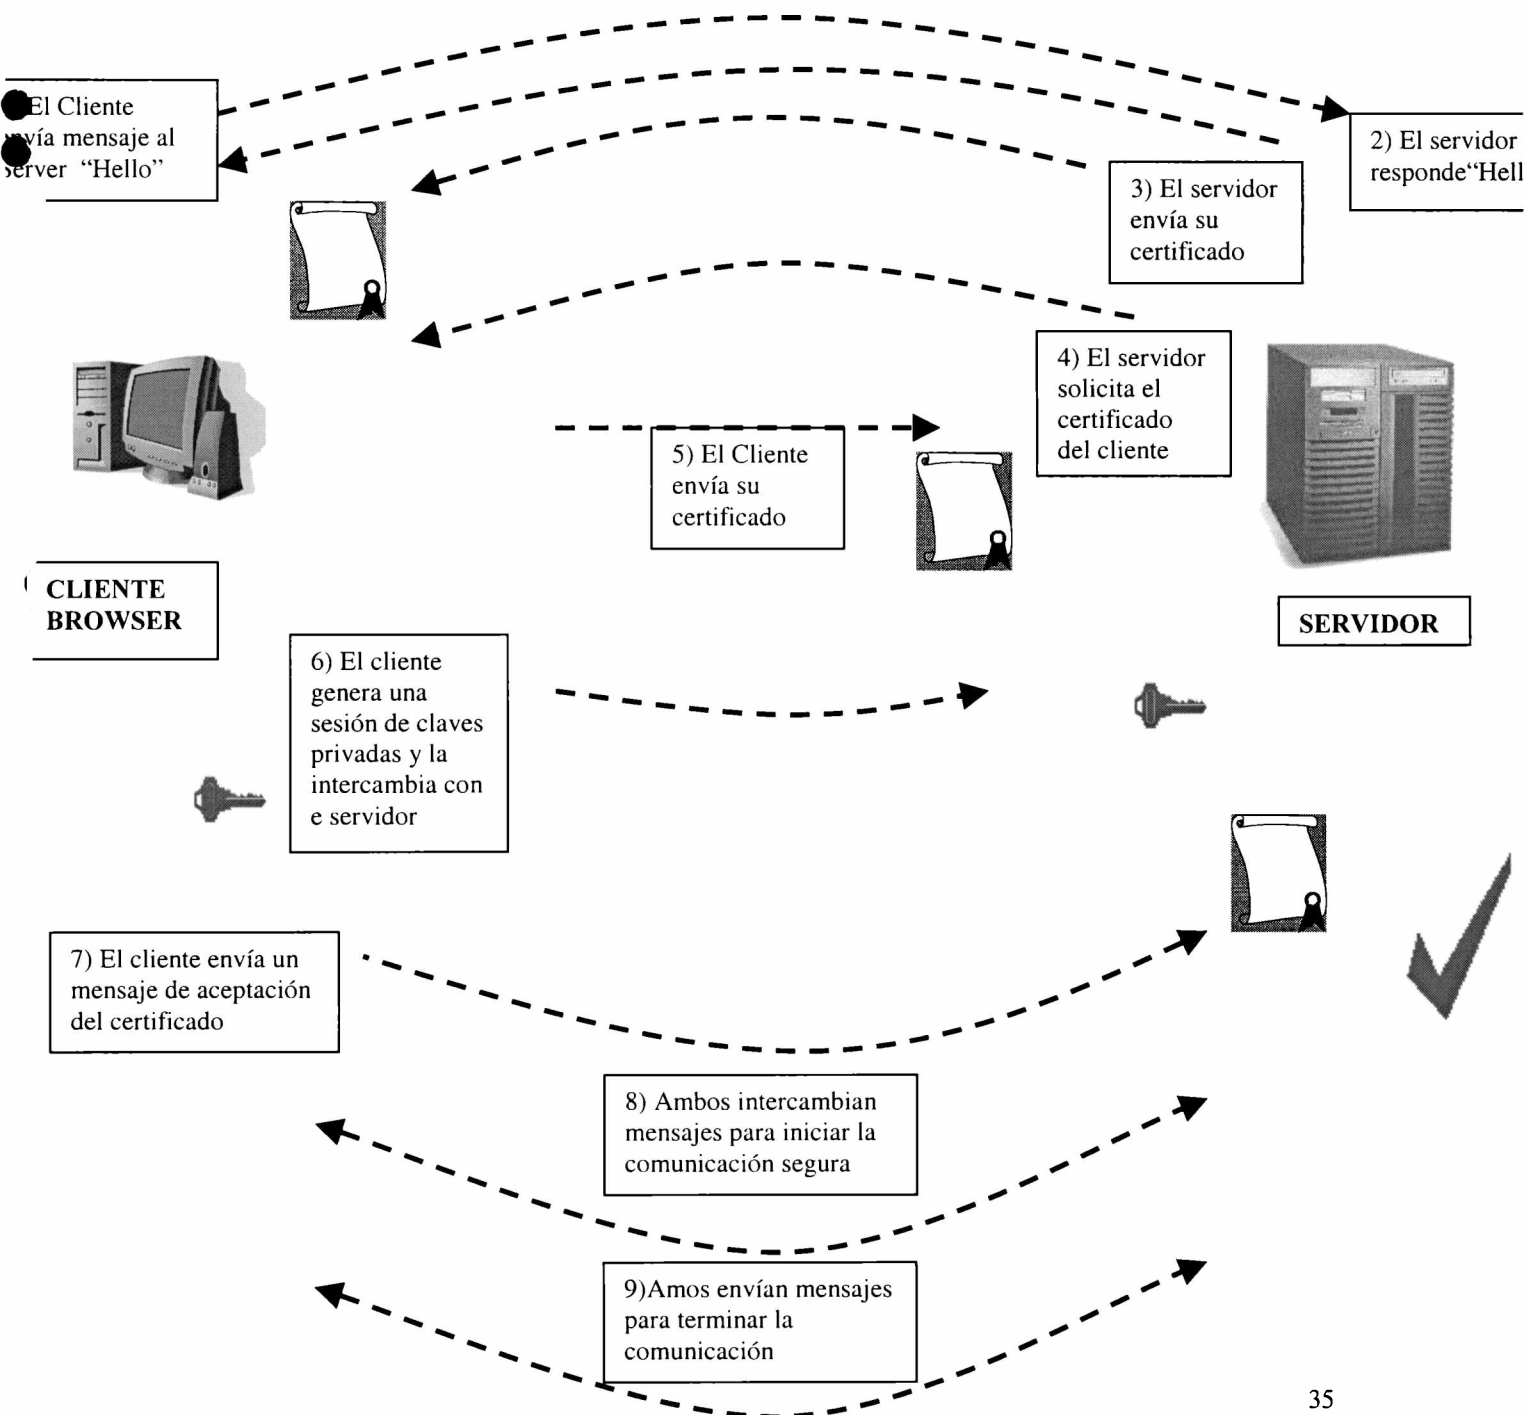 El Cliente
envía mensaje al
server "Hello"
2) El servidor
responde“Hell
3) El servidor
envía su
certificado
4) El servidor
solicita el
certificado
del cliente
5) El Cliente
envía su
certificado
CLIENTE
BROWSER
SERVIDOR
6) El cliente
genera una
sesión de claves
privadas y la
intercambia con
e servidor
7) El cliente envía un
mensaje de aceptación
del certificado
8) Ambos intercambian
mensajes para iniciar la
comunicación segura
9)Amos envían mensajes
para terminar la
comunicación
35